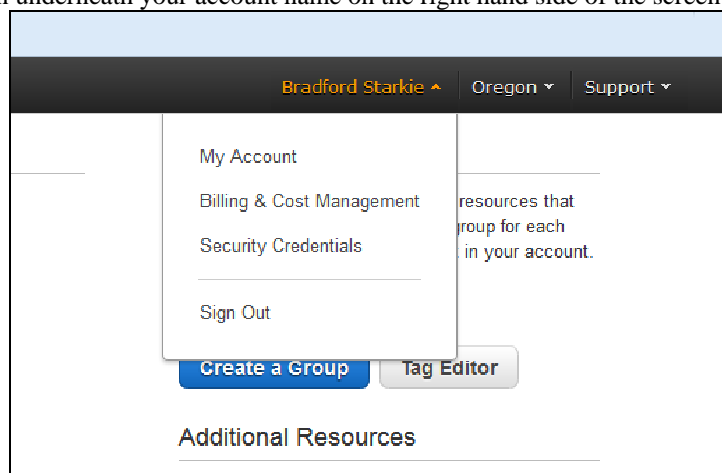 underneath your account name on the right hand side of the screen
Bradford Starkie Oregon Support
My Account
Billing & Cost Management
resources that
group for each
Security Credentials
in your account.
Sign Out
Create a Group Tag Editor
Additional Resources